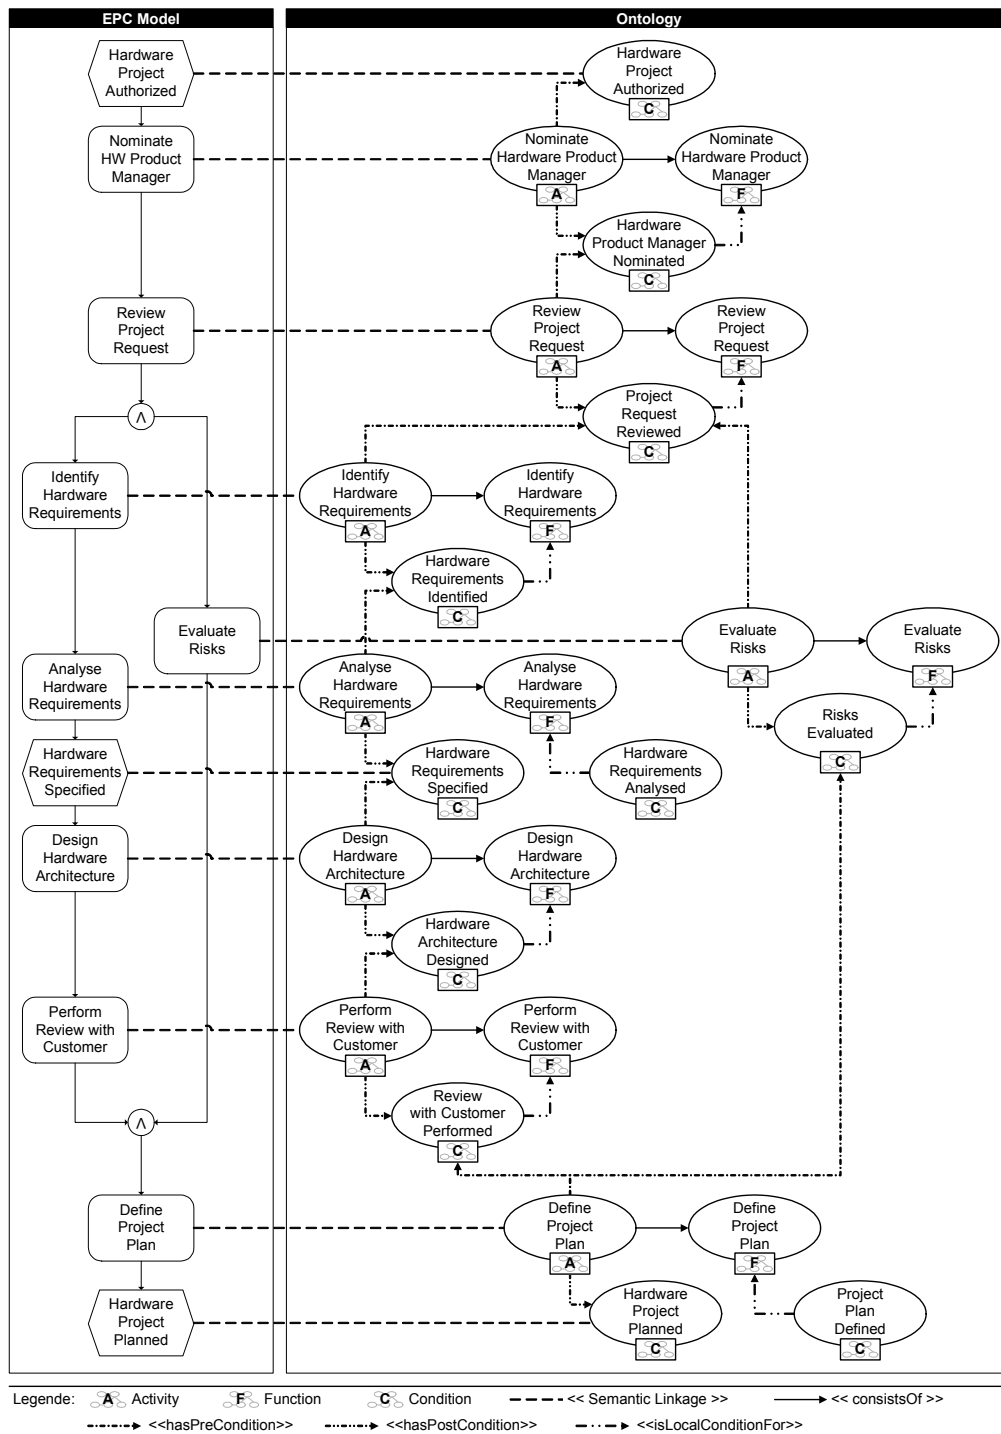 EPC Model
Ontology
Hardware
Project
Authorized
Hardware
Project
Authorized
C
Nominate
HW Product
Manager
Nominate
Hardware Product
Manager
A
Nominate
Hardware Product
Manager
F
Hardware
Product Manager
Nominated
C
Review
Project
Request
Review
Project
Request
A
Review
Project
Request
F
Λ
Project
Request
Reviewed
C
Identify
Hardware
Requirements
Identify
Hardware
Requirements
A
Identify
Hardware
Requirements
F
Hardware
Requirements
Identified
C
Evaluate
Risks
Evaluate
Risks
A
Evaluate
Risks
F
Analyse
Hardware
Requirements
Analyse
Hardware
Requirements
A
Analyse
Hardware
Requirements
F
Risks
Evaluated
C
Hardware
Requirements
Specified
Hardware
Requirements
Specified
C
Hardware
Requirements
Analysed
C
Design
Hardware
Architecture
Design
Hardware
Architecture
A
Design
Hardware
Architecture
F
Hardware
Architecture
Designed
C
Perform
Review with
Customer
Perform
Review with
Customer
A
Perform
Review with
Customer
F
Λ
Review
with Customer
Performed
C
Define
Project
Plan
Define
Project
Plan
A
Define
Project
Plan
F
Hardware
Project
Planned
Hardware
Project
Planned
C
Project
Plan
Defined
C
Legende: A Activity F Function C Condition << Semantic Linkage >> << consistsOf >>
<<hasPreCondition>> <<hasPostCondition>> <<isLocalConditionFor>>